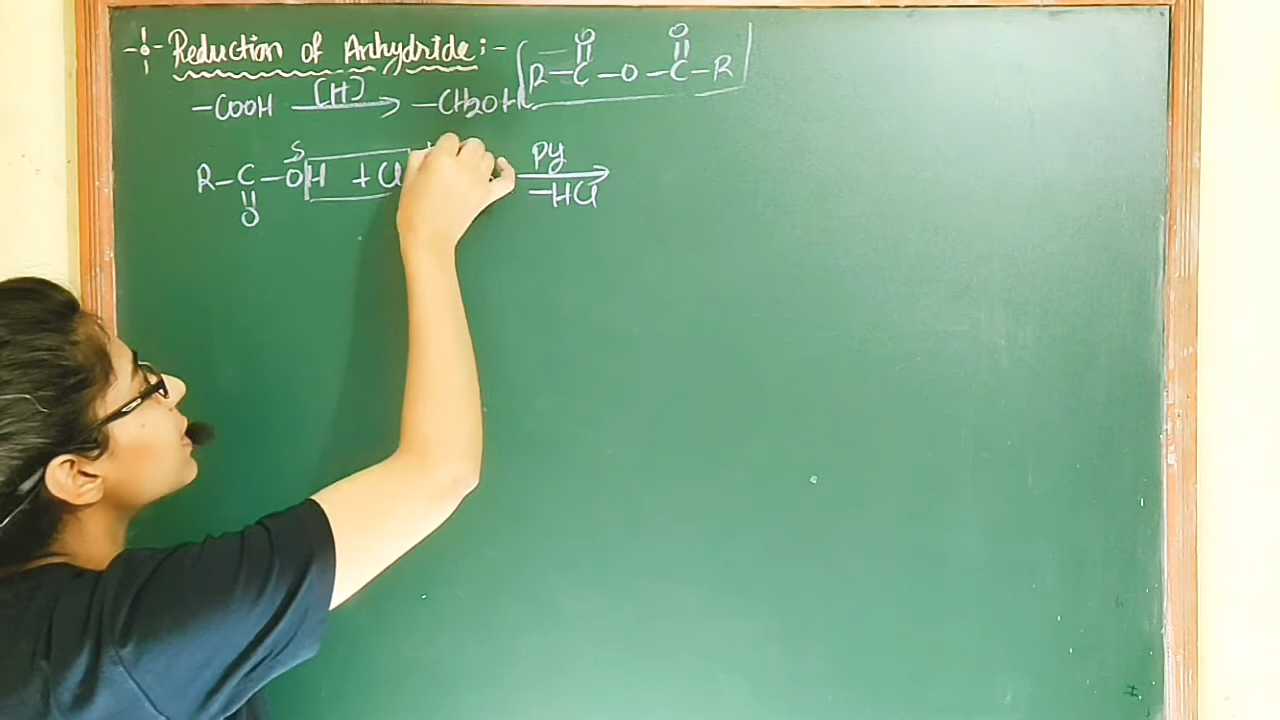 Reduction of Anhydride :-
R-C-O-C-R
O O
-COOH [H] → -CH2OH
R-C-OH + Cl Py → -HCl
O